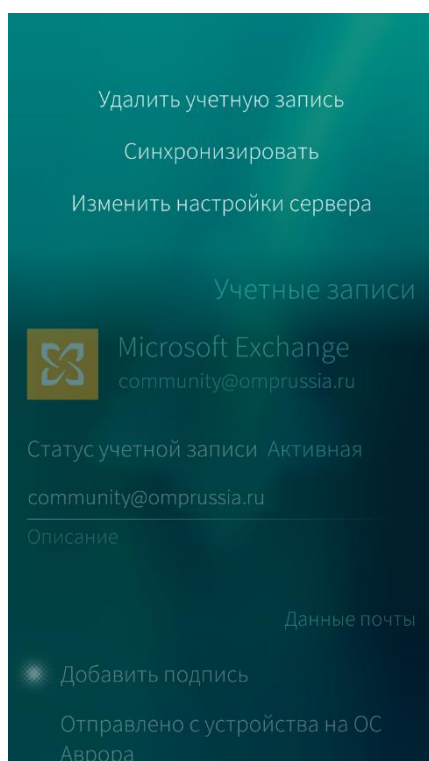 Удалить учетную запись
Синхронизировать
Изменить настройки сервера
Учетные записи
Microsoft Exchange
community@omprussia.ru
Статус учетной записи Активная
community@omprussia.ru
Описание
Данные почты
Добавить подпись
Отправлено с устройства на ОС
Аврора